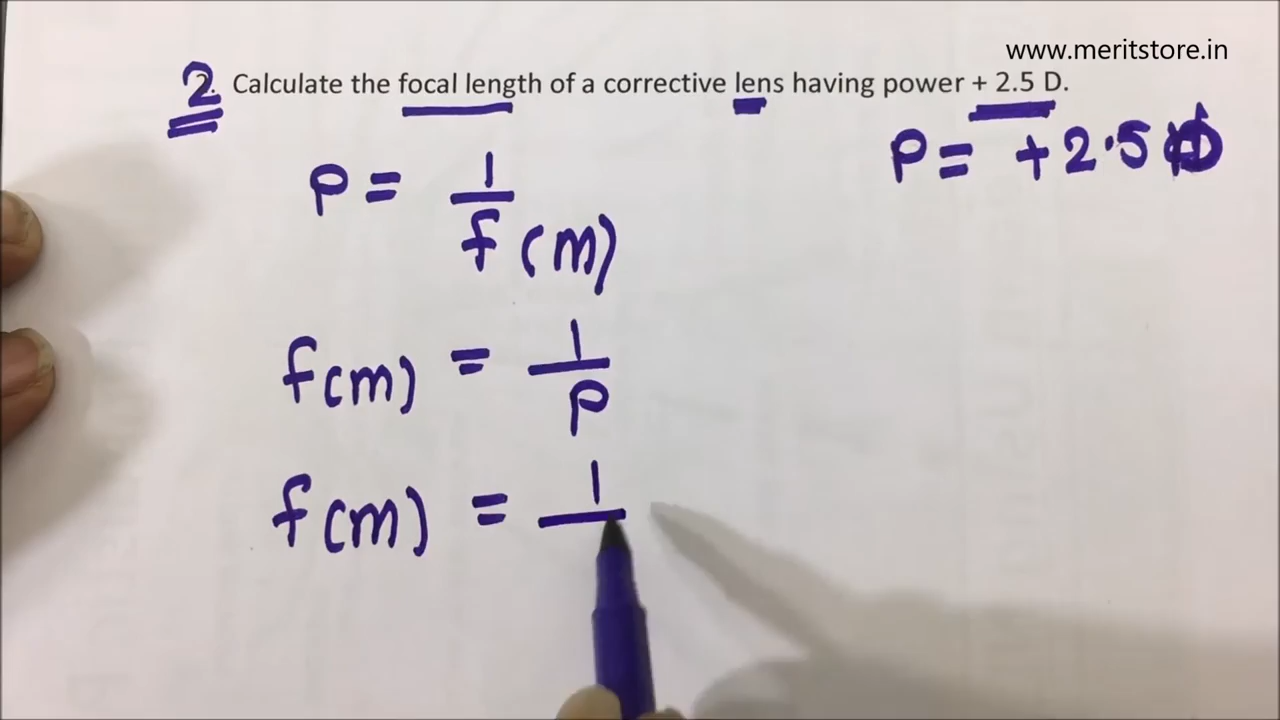 www.meritstore.in
2. Calculate the focal length of a corrective lens having power + 2.5 D.
P = +2.5 D
P = 1/f (m)
f(m) = 1/P
f(m) = 1/